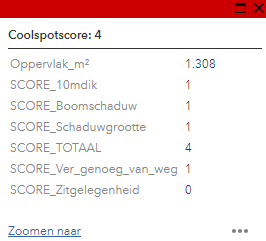 Coolspotscore: 4
Oppervlak_m² 1.308
SCORE_10mdik 1
SCORE_Boomschaduw 1
SCORE_Schaduwgrootte 1
SCORE_TOTAAL 4
SCORE_Ver_genoeg_van_weg 1
SCORE_Zitgelegenheid 0
Zoomen naar